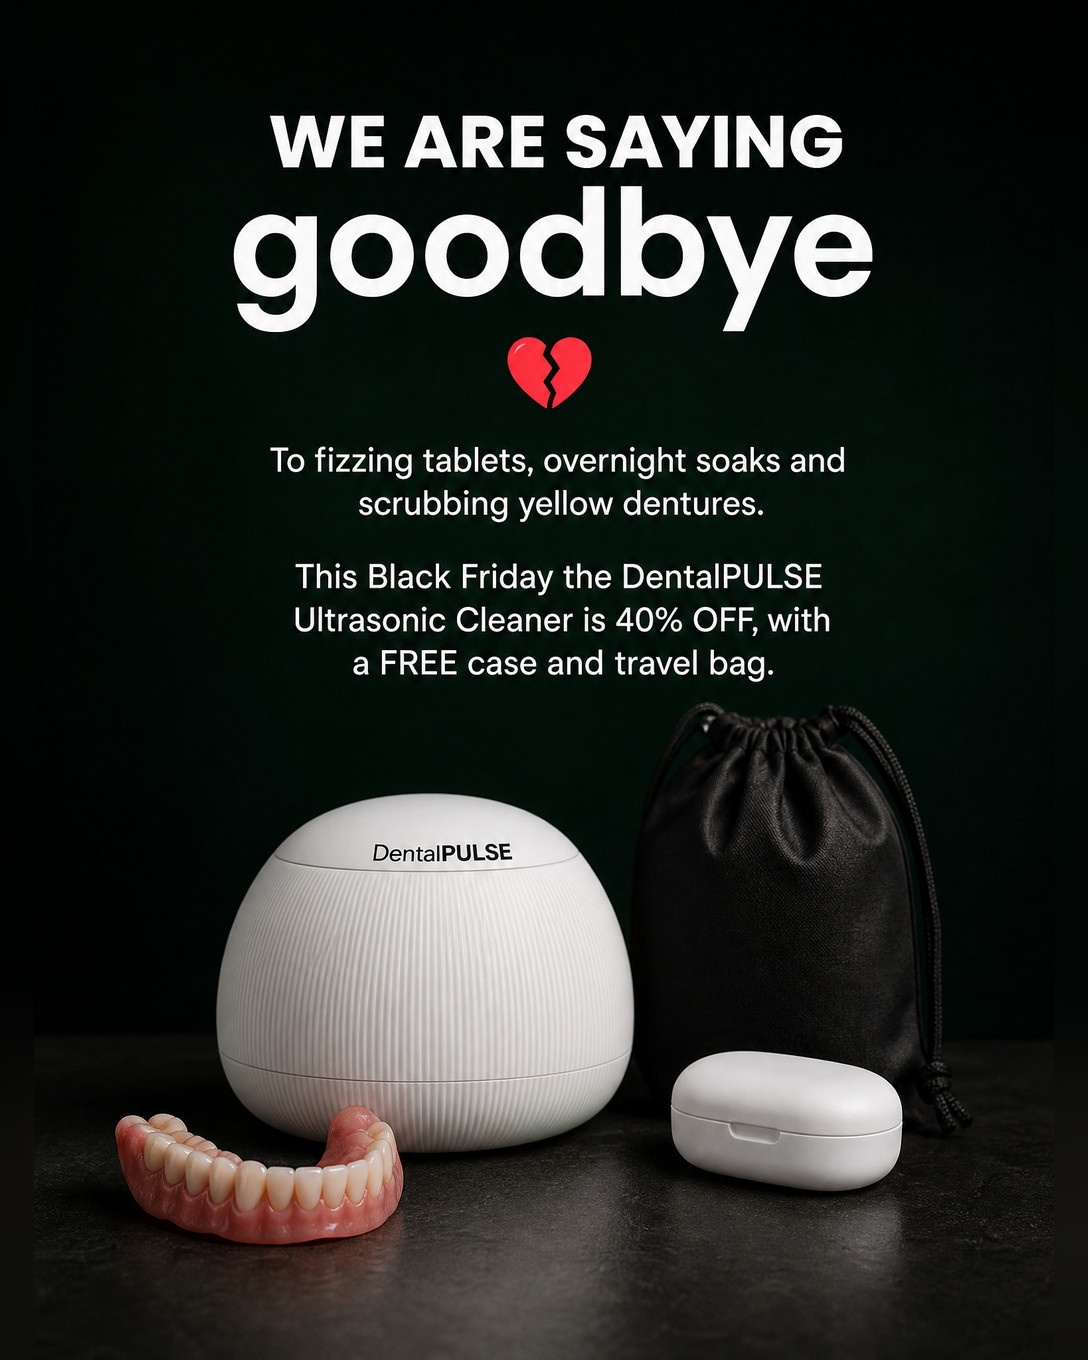 WE ARE SAYING
goodbye
To fizzing tablets, overnight soaks and
scrubbing yellow dentures.
This Black Friday the DentalPULSE
Ultrasonic Cleaner is 40% OFF, with
a FREE case and travel bag.
DentalPULSE